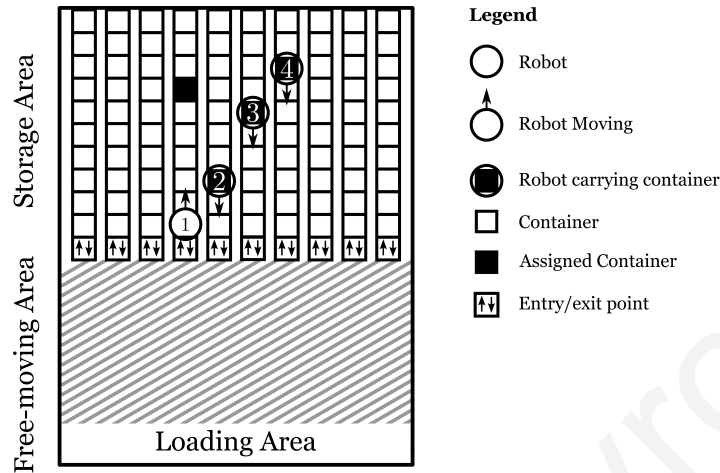 Storage Area
Free-moving Area
4
3
2
1
Loading Area
Legend
Robot
Robot Moving
Robot carrying container
Container
Assigned Container
Entry/exit point